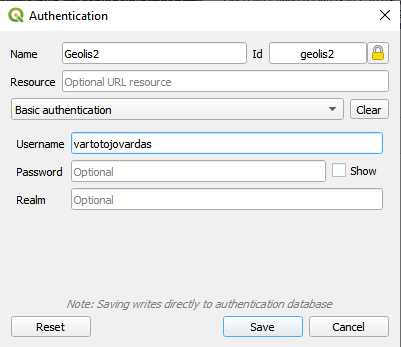 Authentication
Name Geolis2 Id geolis2
Resource Optional URL resource
Basic authentication Clear
Username vartotojovardas
Password Optional Show
Realm Optional
Note: Saving writes directly to authentication database
Reset Save Cancel